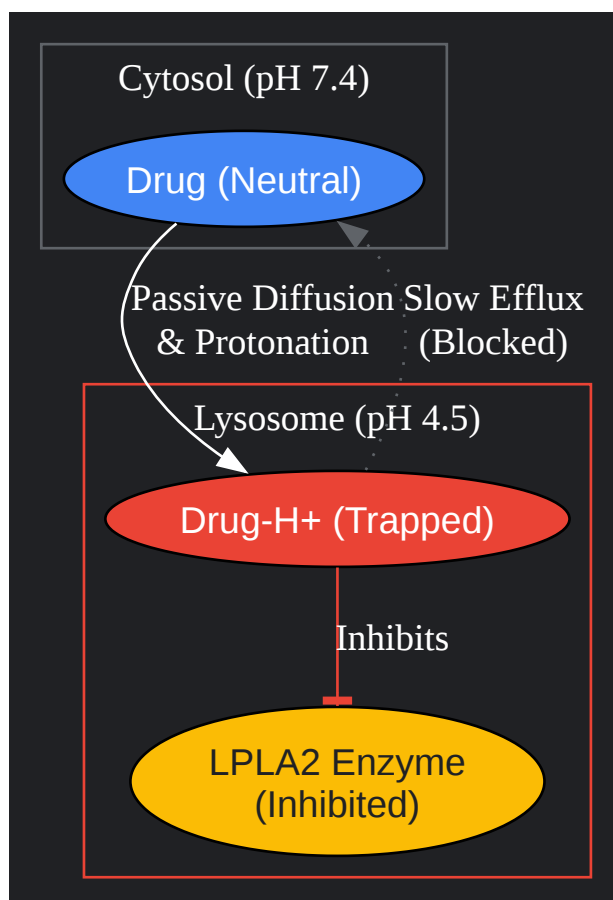 Cytosol (pH 7.4)
Drug (Neutral)
Passive Diffusion
& Protonation
Slow Efflux
(Blocked)
Lysosome (pH 4.5)
Drug-H+ (Trapped)
Inhibits
LPLA2 Enzyme
(Inhibited)